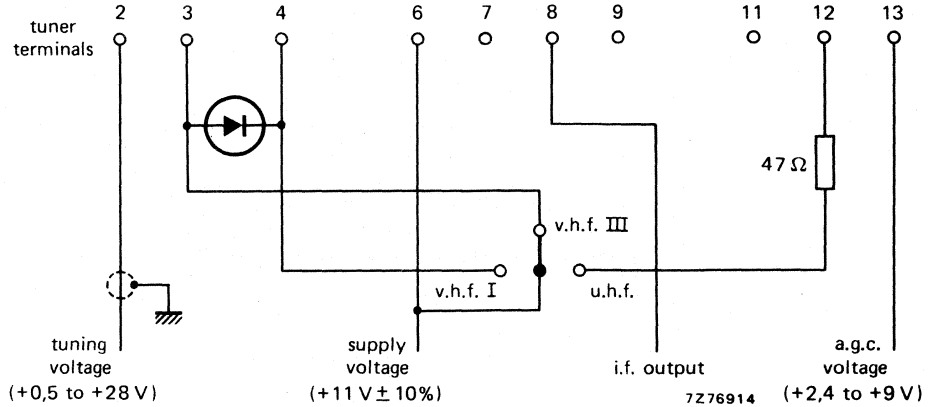 tuner
terminals
2 3 4 6 7 8 9 11 12 13
47 Ω
v.h.f. III
v.h.f. I
u.h.f.
tuning
voltage
(+0,5 to +28 V)
supply
voltage
(+11 V ± 10%)
i.f. output
7Z76914
a.g.c.
voltage
(+2,4 to +9 V)